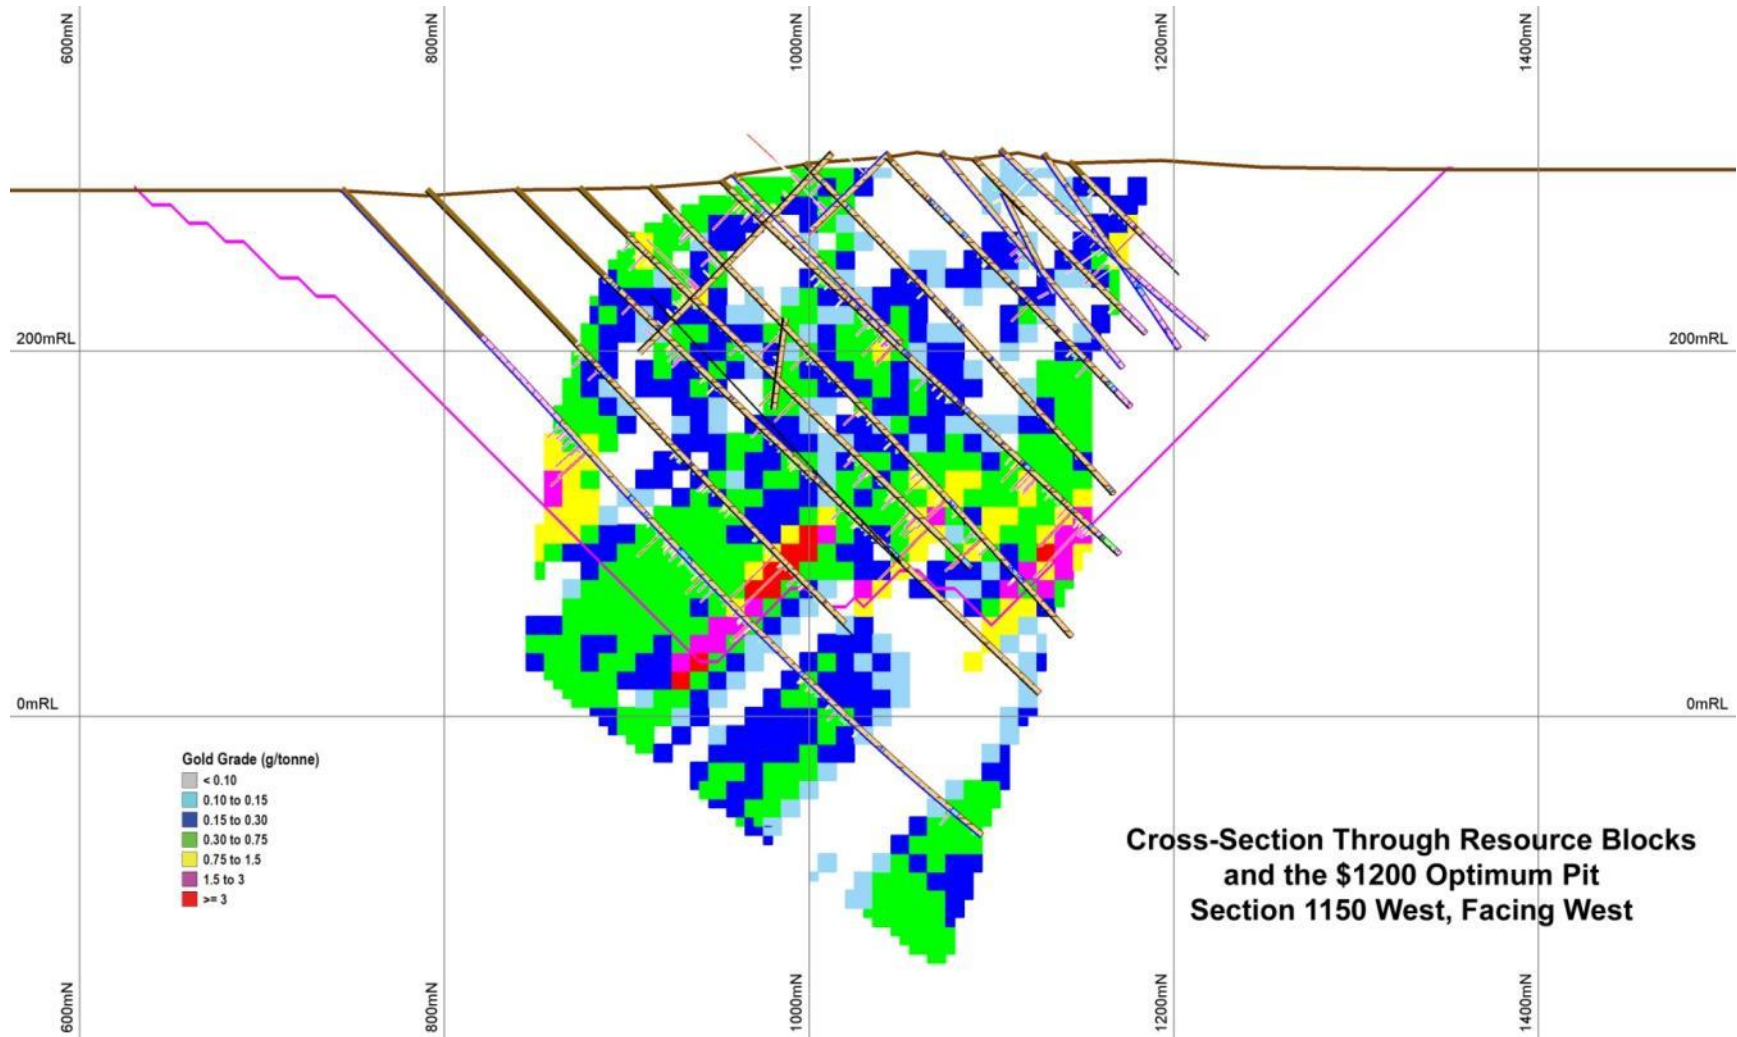 600mN
800mN
1000mN
1200mN
1400mN
200mRL
200mRL
0mRL
0mRL
Gold Grade (g/tonne)
< 0.10
0.10 to 0.15
0.15 to 0.30
0.30 to 0.75
0.75 to 1.5
1.5 to 3
>= 3
Cross-Section Through Resource Blocks
and the $1200 Optimum Pit
Section 1150 West, Facing West
600mN
800mN
1000mN
1200mN
1400mN